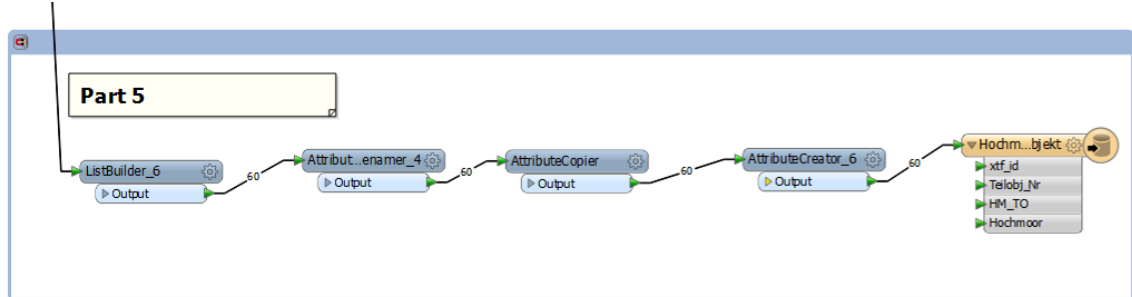 Part 5
ListBuilder_6
Output
60
Attribut...enamer_4
Output
60
AttributeCopier
Output
60
AttributeCreator_6
Output
60
Hochm...bjekt
xtf_id
Teilobj_Nr
HM_TO
Hochmoor